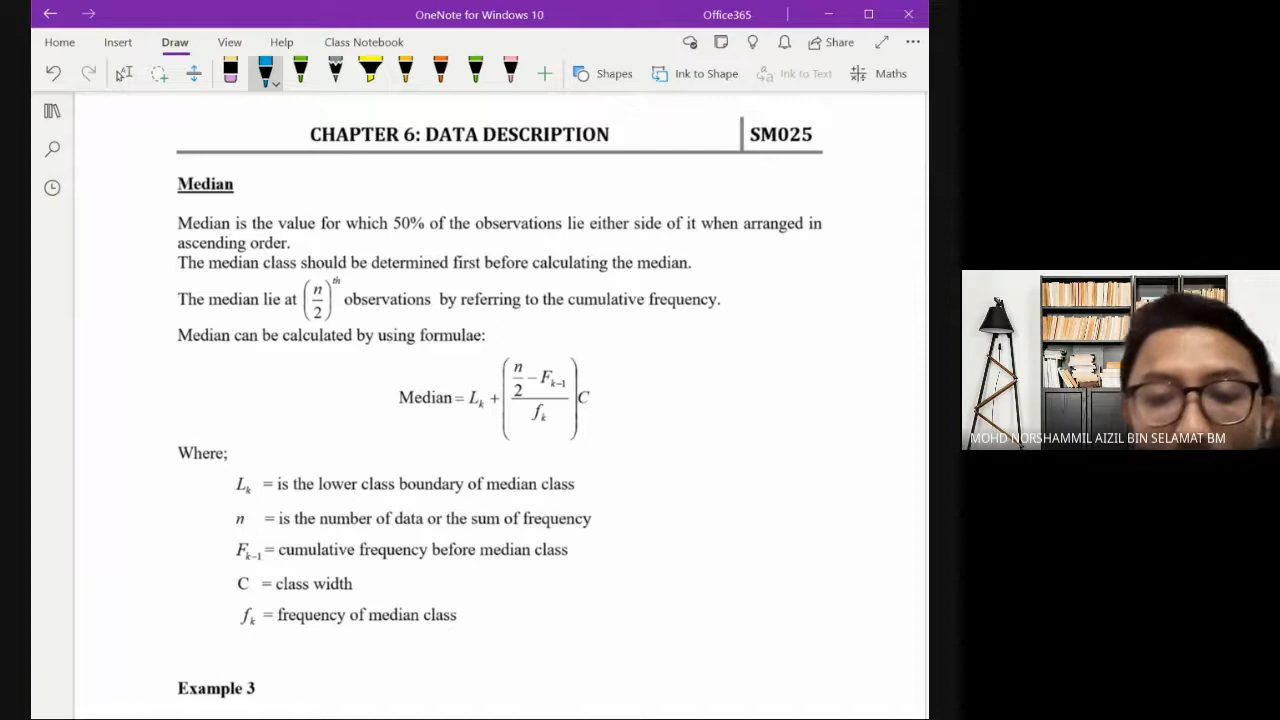 OneNote for Windows 10
Office365
Home Insert Draw View Help Class Notebook Share
Shapes Ink to Shape Ink to Text Maths
CHAPTER 6: DATA DESCRIPTION SM025
Median
Median is the value for which 50% of the observations lie either side of it when arranged in
ascending order.
The median class should be determined first before calculating the median.
The median lie at (n/2)^th observations by referring to the cumulative frequency.
Median can be calculated by using formulae:
Median = L_k + ((n/2 - F_{k-1})/f_k) C
Where;
L_k = is the lower class boundary of median class
n = is the number of data or the sum of frequency
F_{k-1} = cumulative frequency before median class
C = class width
f_k = frequency of median class
Example 3
MOHD NORSHAMMIL AIZIL BIN SELAMAT BM